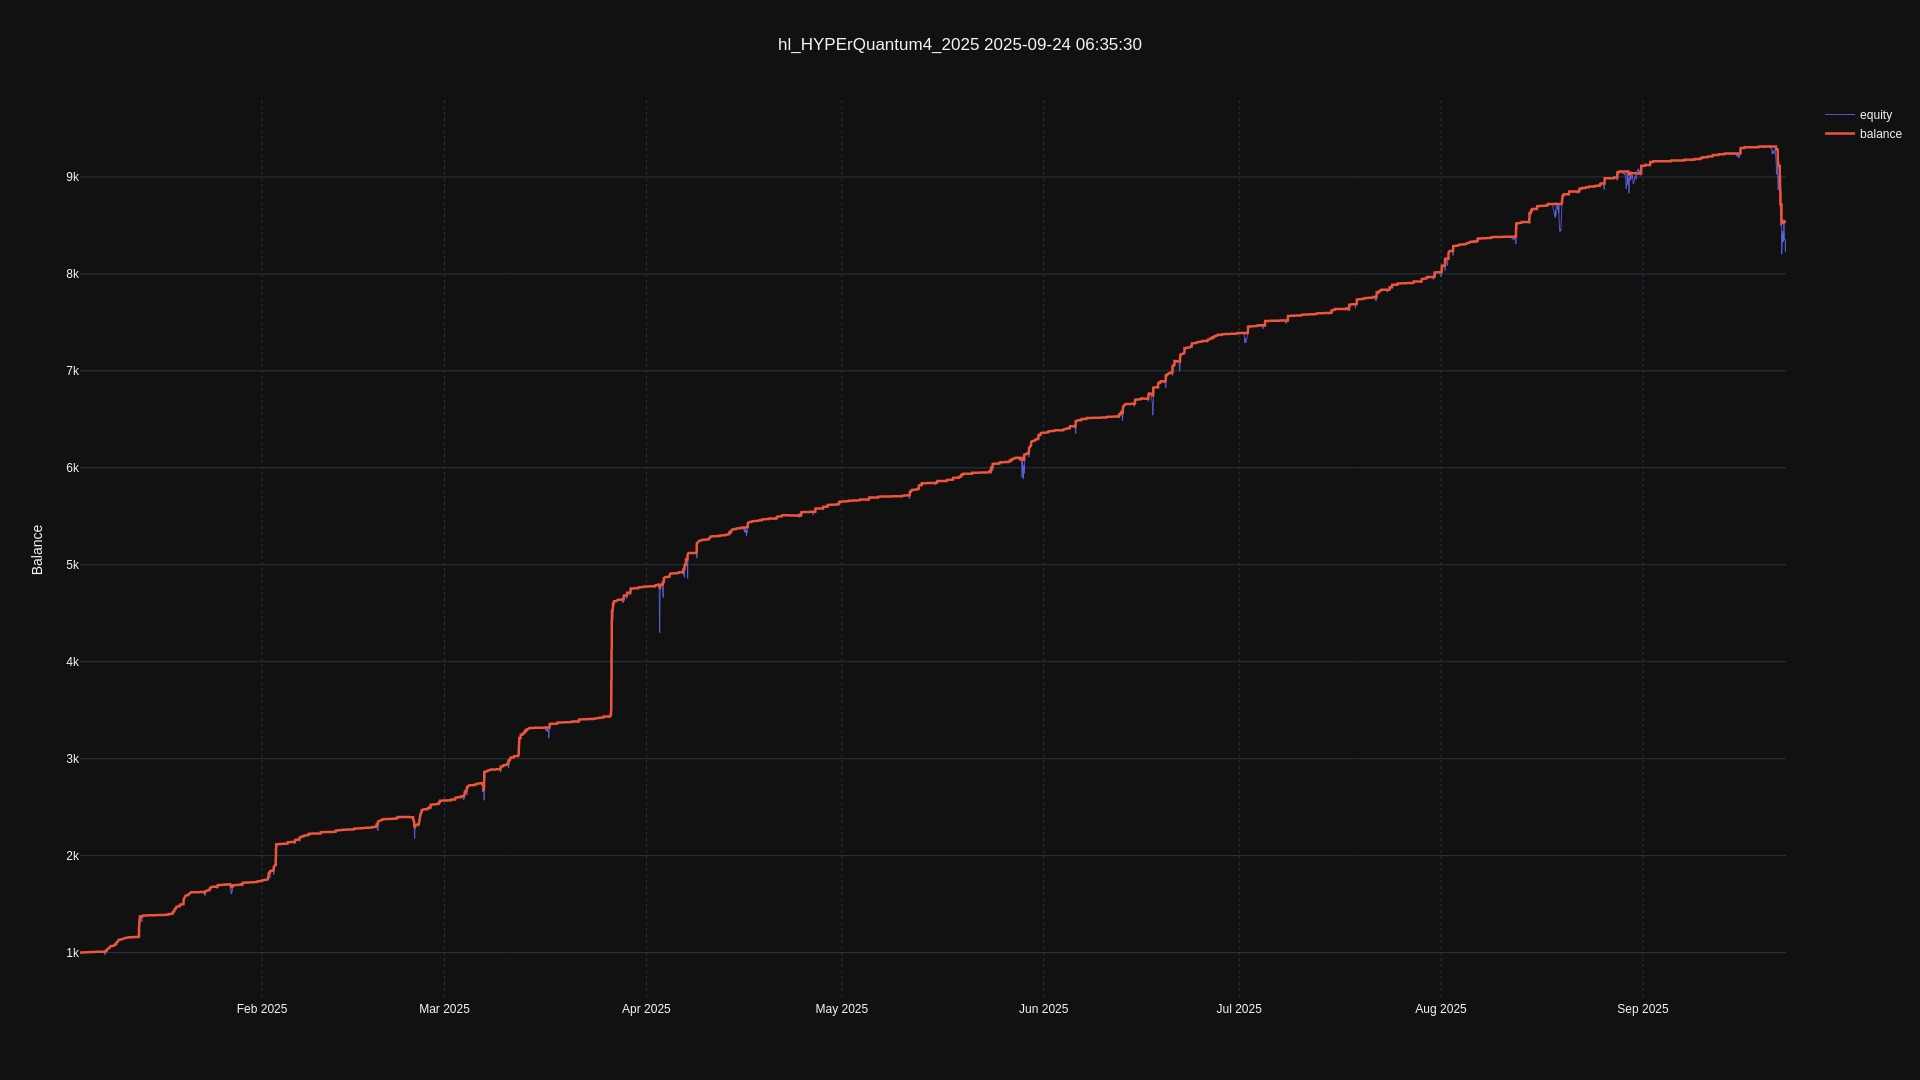 hl_HYPErQuantum4_2025 2025-09-24 06:35:30
equity
balance
9k
8k
7k
6k
5k
4k
3k
2k
1k
Balance
Feb 2025
Mar 2025
Apr 2025
May 2025
Jun 2025
Jul 2025
Aug 2025
Sep 2025